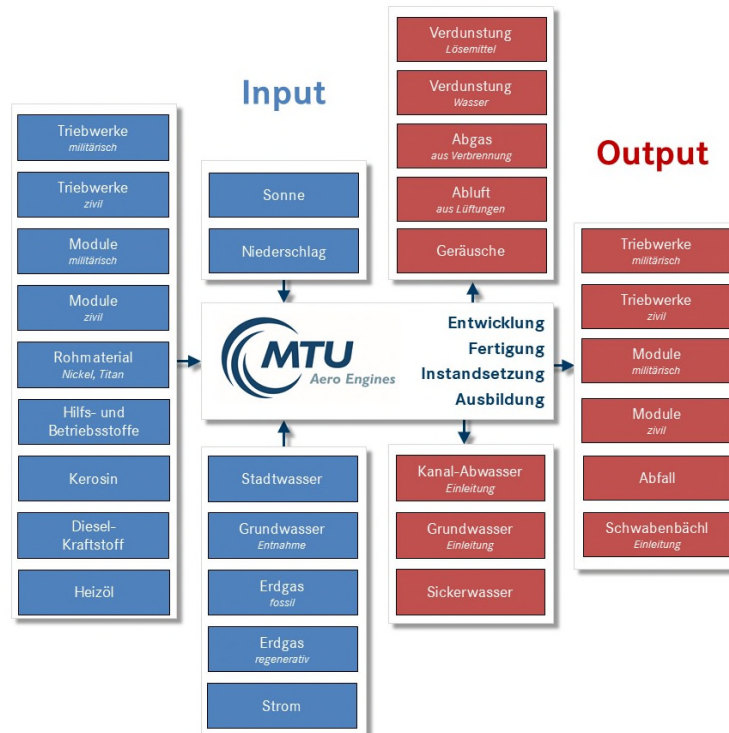 Input
Triebwerke
militärisch
Triebwerke
zivil
Module
militärisch
Module
zivil
Rohmaterial
Nickel, Titan
Hilfs- und
Betriebsstoffe
Kerosin
Diesel-
Kraftstoff
Heizöl
Sonne
Niederschlag
Stadtwasser
Grundwasser
Entnahme
Erdgas
fossil
Erdgas
regenerativ
Strom
MTU
Aero Engines
Entwicklung
Fertigung
Instandsetzung
Ausbildung
Verdunstung
Lösemittel
Verdunstung
Wasser
Abgas
aus Verbrennung
Abluft
aus Lüftungen
Geräusche
Kanal-Abwasser
Einleitung
Grundwasser
Einleitung
Sickerwasser
Output
Triebwerke
militärisch
Triebwerke
zivil
Module
militärisch
Module
zivil
Abfall
Schwabenbächl
Einleitung